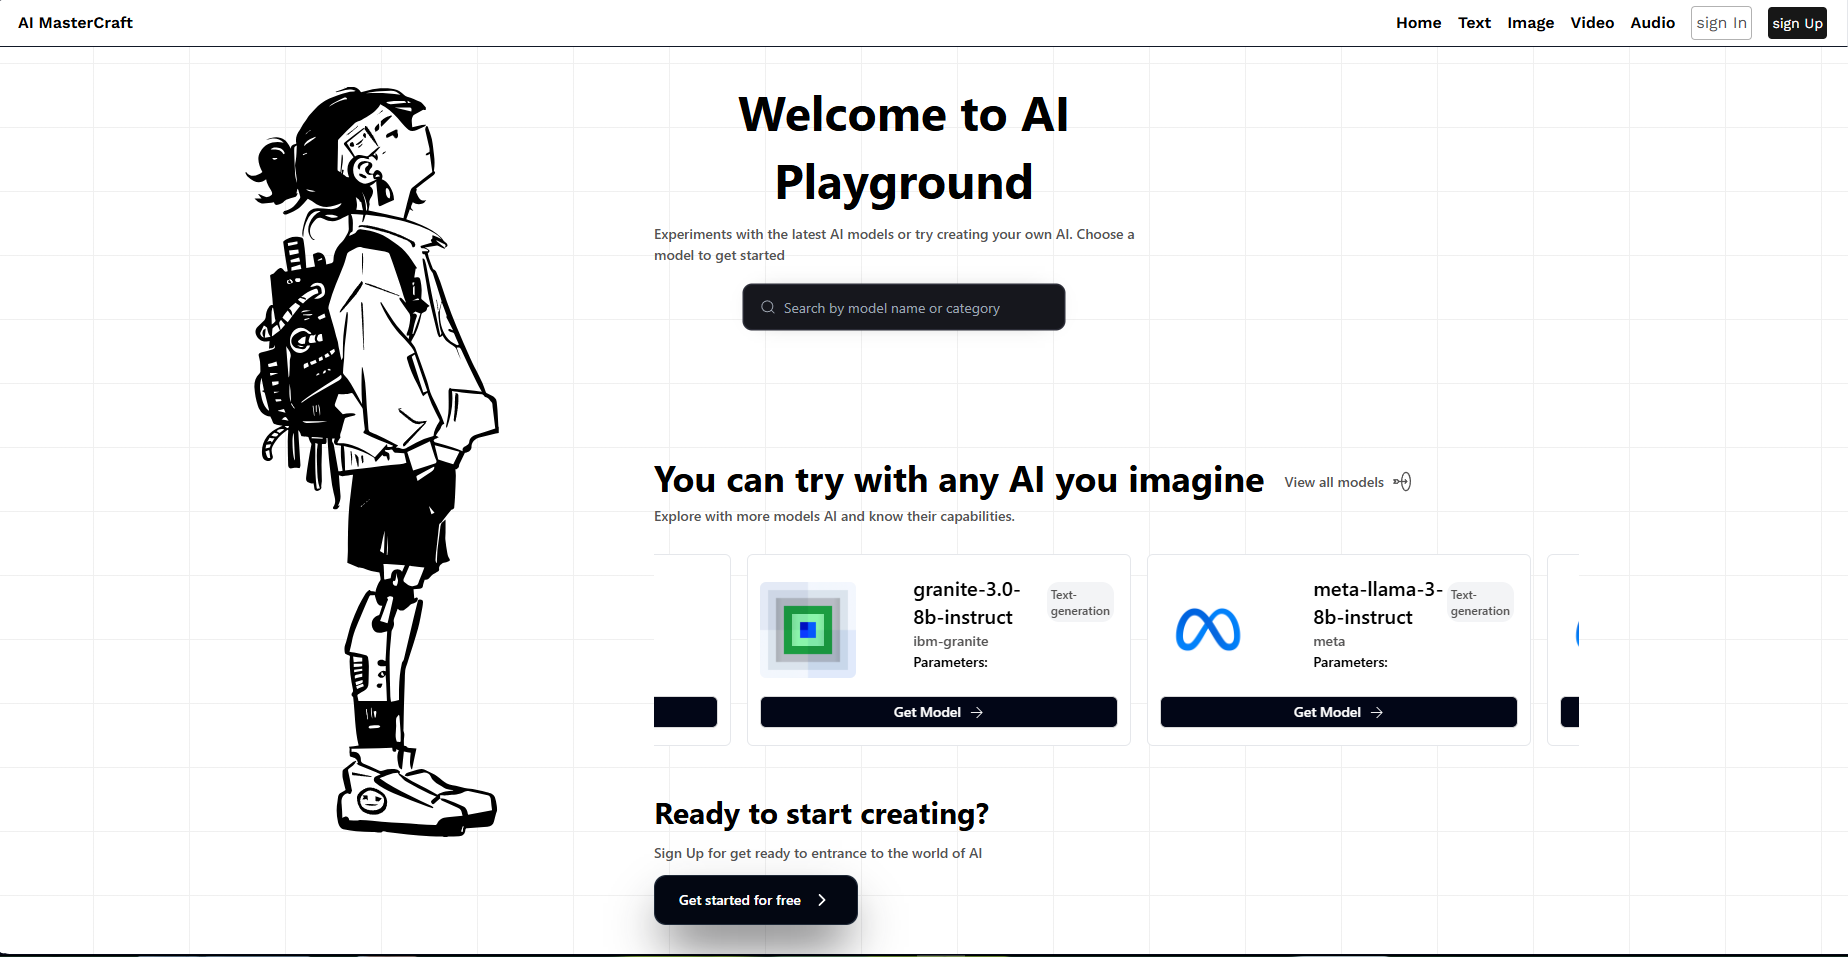 AI MasterCraft
Home Text Image Video Audio sign In sign Up
Welcome to AI
Playground
Experiments with the latest AI models or try creating your own AI. Choose a
model to get started
Search by model name or category
You can try with any AI you imagine
View all models
Explore with more models AI and know their capabilities.
granite-3.0-
8b-instruct
Text-
generation
ibm-granite
Parameters:
Get Model
meta-llama-3-
8b-instruct
Text-
generation
meta
Parameters:
Get Model
Ready to start creating?
Sign Up for get ready to entrance to the world of AI
Get started for free